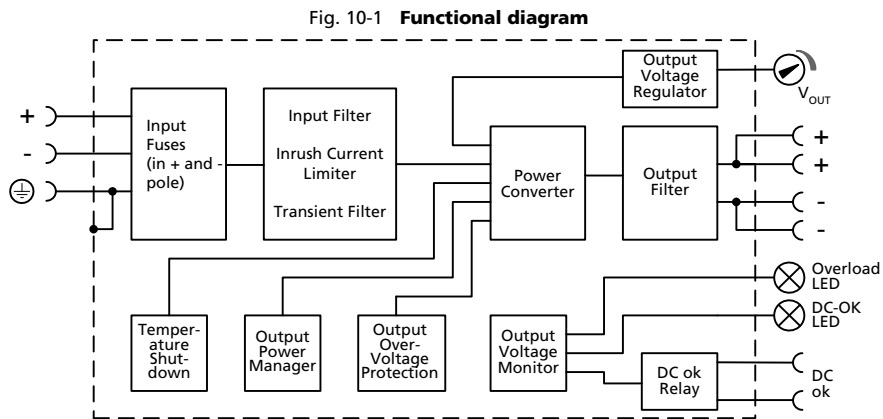 Fig. 10-1 Functional diagram
Output
Voltage
Regulator
VOUT
+
-
Input
Fuses
(in + and -
pole)
Input Filter
Inrush Current
Limiter
Transient Filter
Power
Converter
Output
Filter
+
+
-
-
Temper-
ature
Shut-
down
Output
Power
Manager
Output
Over-
Voltage
Protection
Output
Voltage
Monitor
DC ok
Relay
Overload
LED
DC-OK
LED
DC
ok